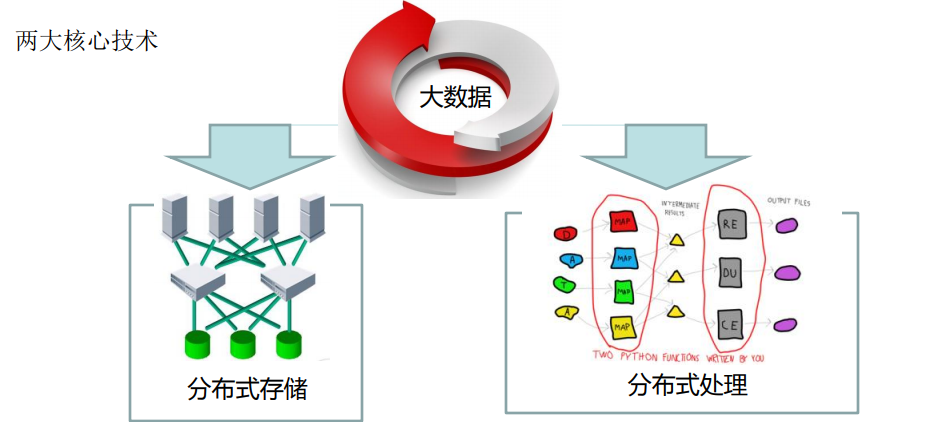 两大核心技术
大数据
分布式存储
INTERMEDIATE
RESULTS
OUTPUT FILES
D
MAP
RE
A
MAP
DU
T
MAP
A
MAP
CE
TWO PYTHON FUNCTIONS WRITTEN BY YOU
分布式处理